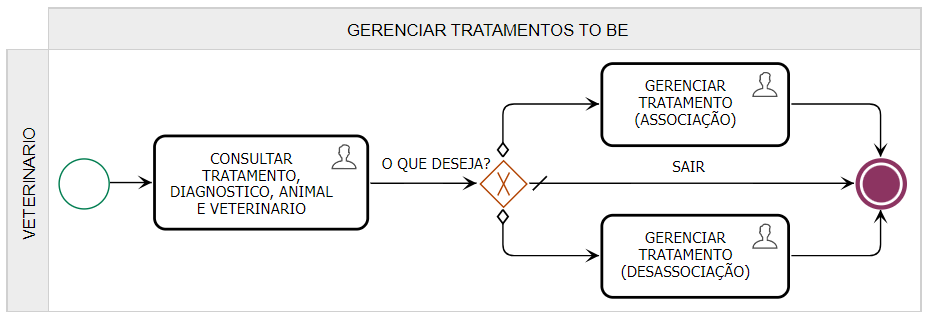 GERENCIAR TRATAMENTOS TO BE
VETERINARIO
CONSULTAR
TRATAMENTO,
DIAGNOSTICO, ANIMAL
E VETERINARIO
O QUE DESEJA?
GERENCIAR
TRATAMENTO
(ASSOCIAÇÃO)
SAIR
GERENCIAR
TRATAMENTO
(DESASSOCIAÇÃO)